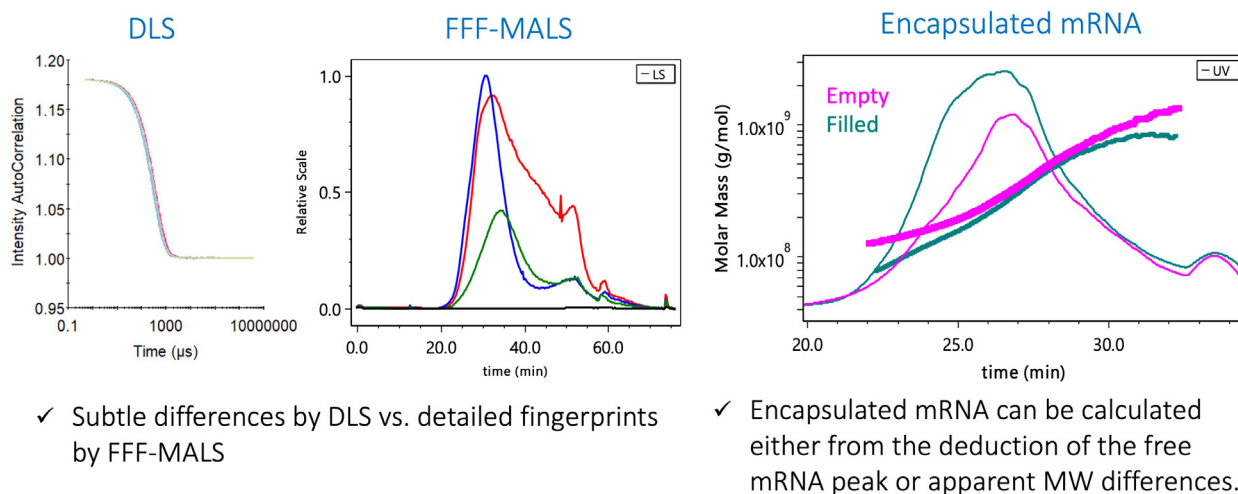 DLS
FFF-MALS
Encapsulated mRNA
Intensity AutoCorrelation
1.20
1.15
1.10
1.05
1.00
0.95
0.1
1000
10000000
Time (µs)
Relative Scale
1.0
0.5
0.0
LS
0.0
20.0
40.0
60.0
time (min)
Molar Mass (g/mol)
1.0x10⁹
1.0x10⁸
Empty
Filled
UV
20.0
25.0
30.0
time (min)
✓ Subtle differences by DLS vs. detailed fingerprints
by FFF-MALS
✓ Encapsulated mRNA can be calculated
either from the deduction of the free
mRNA peak or apparent MW differences.